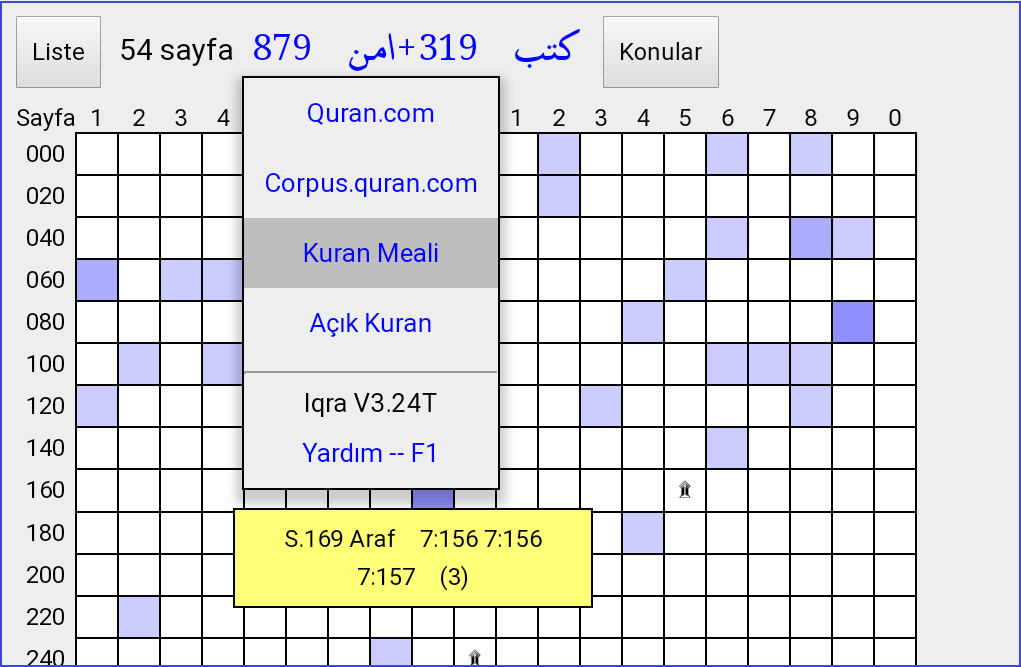 Liste 54 sayfa 879 امن+319 كتب Konular
Sayfa 1 2 3 4 1 2 3 4 5 6 7 8 9 0
000
020
040
060
080
100
120
140
160
180
200
220
240
Quran.com
Corpus.quran.com
Kuran Meali
Açık Kuran
Iqra V3.24T
Yardım -- F1
S.169 Araf 7:156 7:156
7:157 (3)